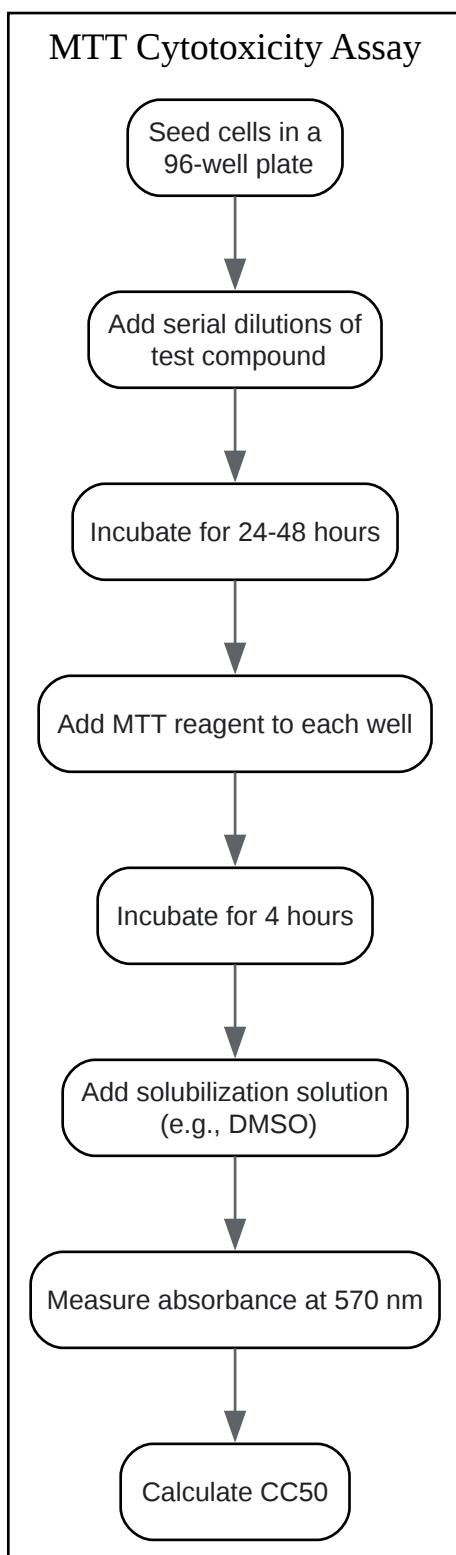 MTT Cytotoxicity Assay
Seed cells in a
96-well plate
Add serial dilutions of
test compound
Incubate for 24-48 hours
Add MTT reagent to each well
Incubate for 4 hours
Add solubilization solution
(e.g., DMSO)
Measure absorbance at 570 nm
Calculate CC50